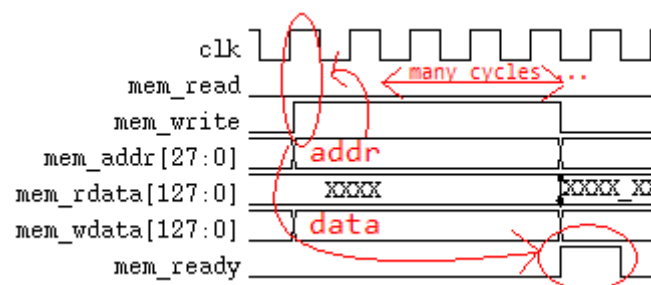 clk
mem_read many cycles...
mem_write
mem_addr[27:0] addr
mem_rdata[127:0] XXXX XXXX_XX
mem_wdata[127:0] data
mem_ready